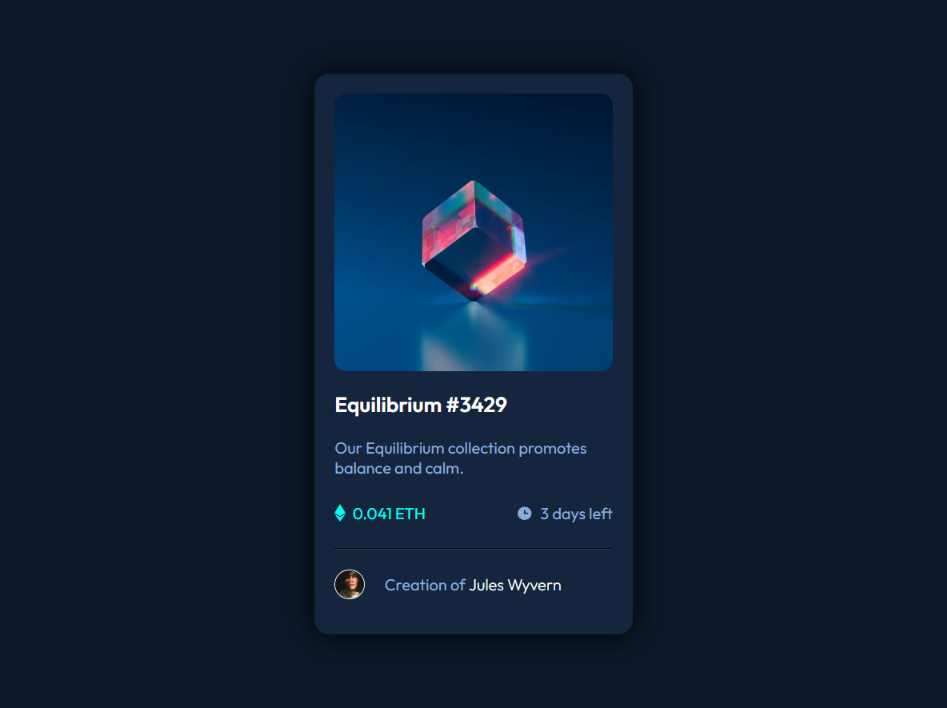 Equilibrium #3429
Our Equilibrium collection promotes
balance and calm.
0.041 ETH
3 days left
Creation of Jules Wyvern